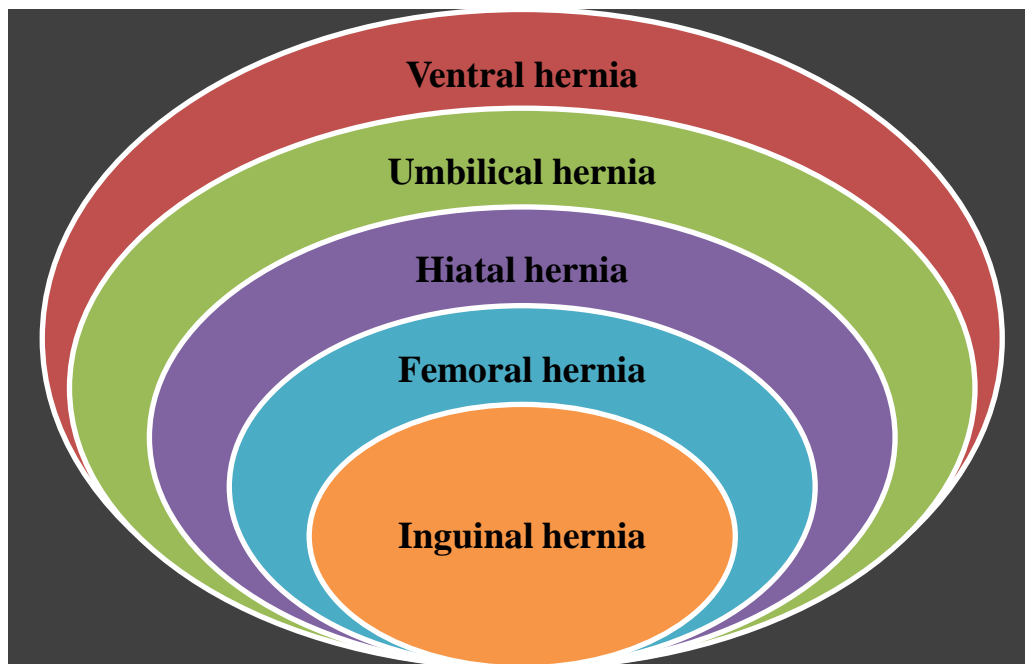 Ventral hernia
Umbilical hernia
Hiatal hernia
Femoral hernia
Inguinal hernia